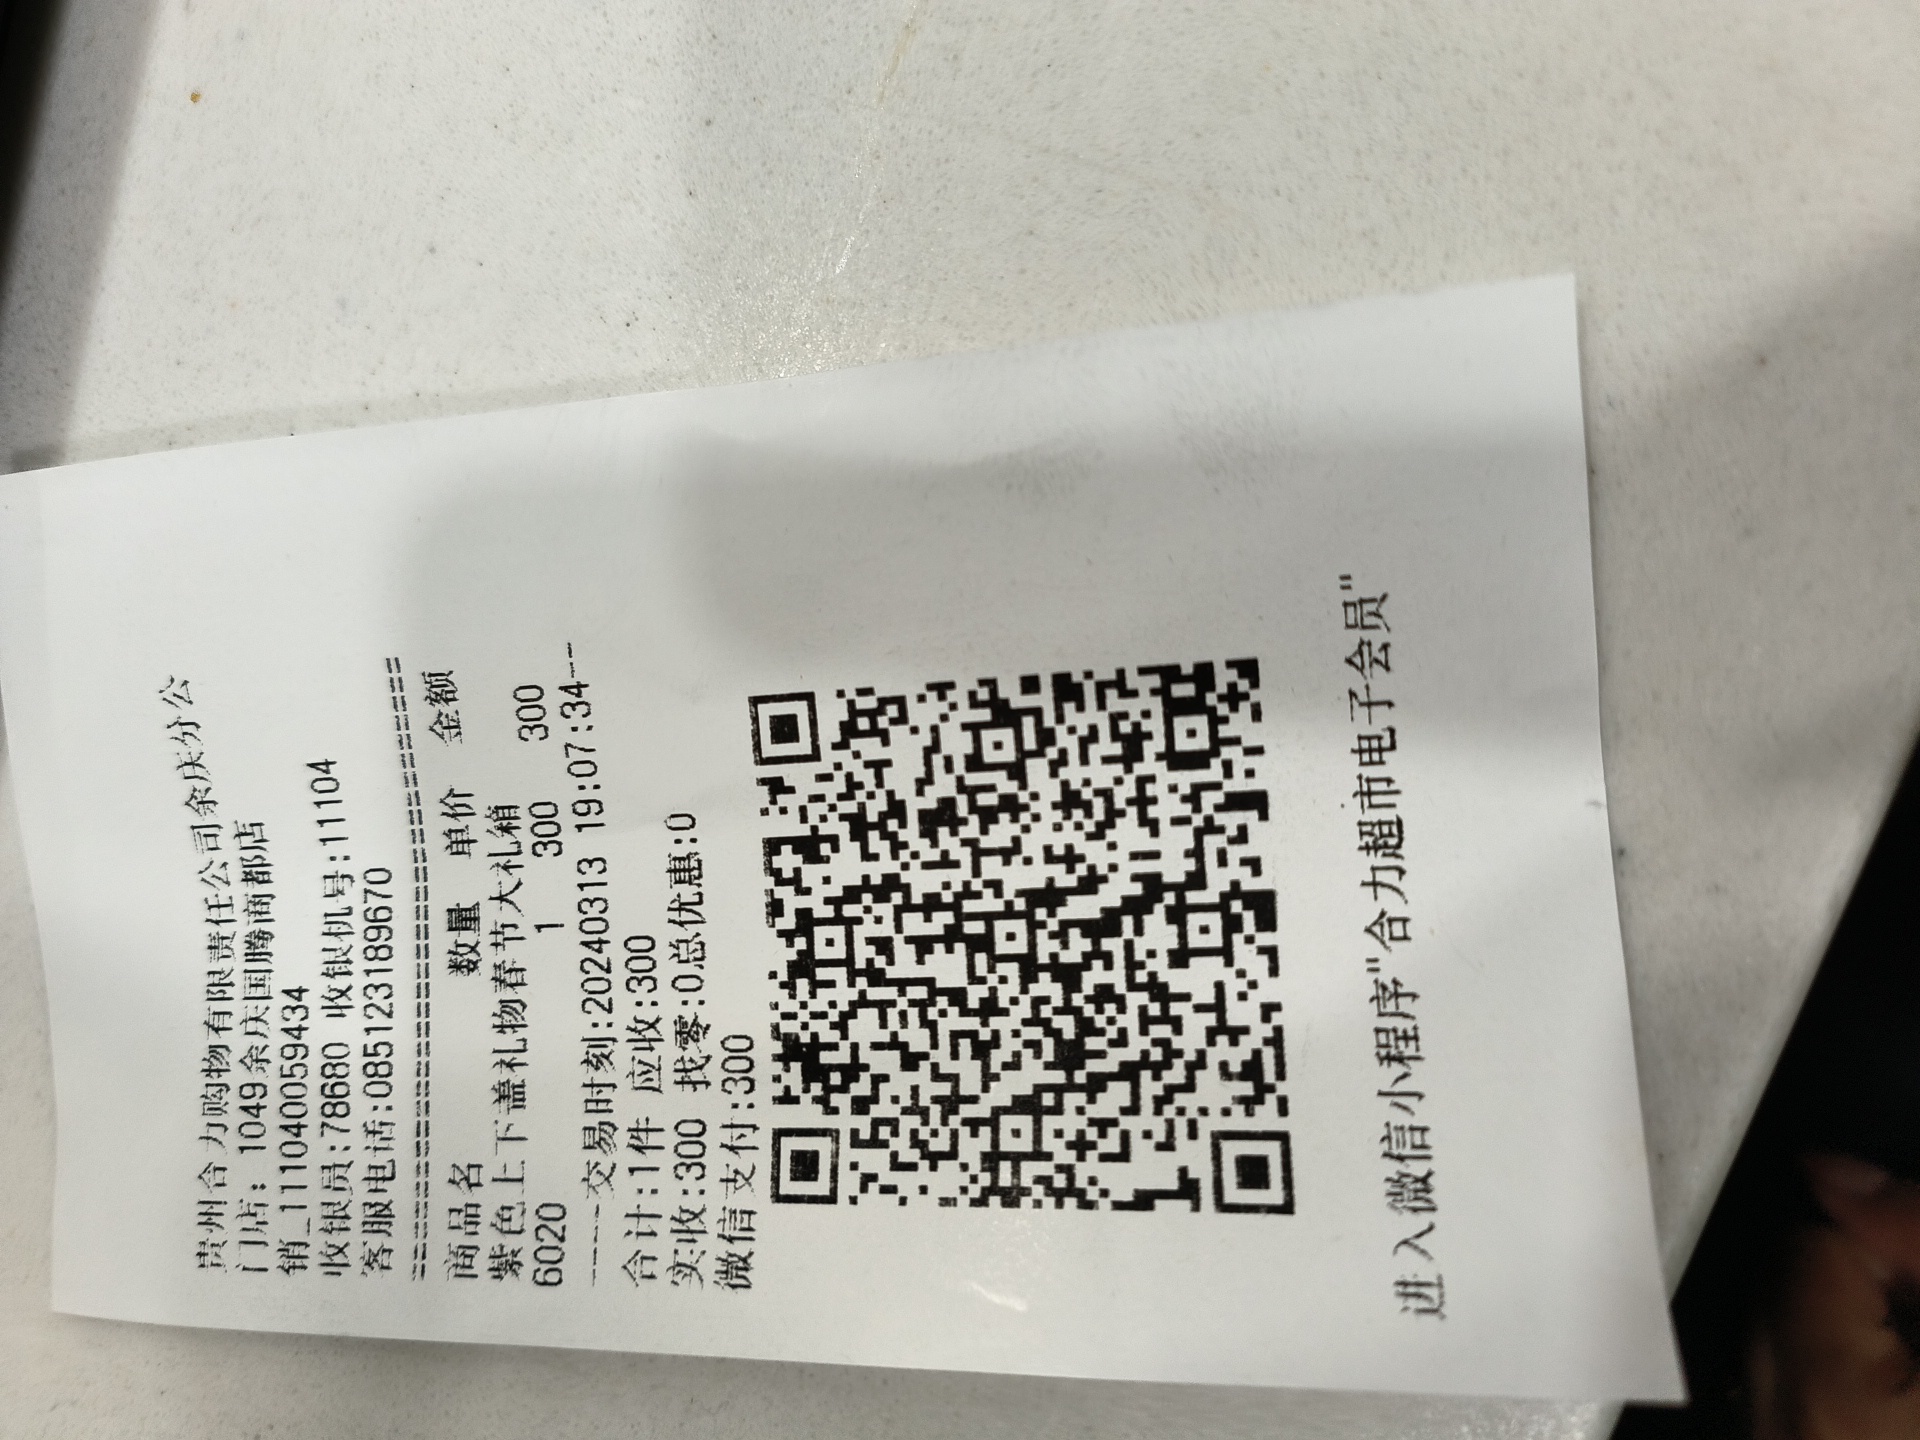 贵州合力购物有限责任公司余庆分公
门店: 1049余庆国腾商都店
销_1110400059434
收银员:78680 收银机号:11104
客服电话:085123189670
==========================================
商品名 数量 单价 金额
紫色上下盖礼物春节大礼箱
6020 1 300 300
-----交易时刻:20240313 19:07:34---
合计:1件 应收:300
实收:300 找零:0总优惠:0
微信支付:300
进入微信小程序"合力超市电子会员"